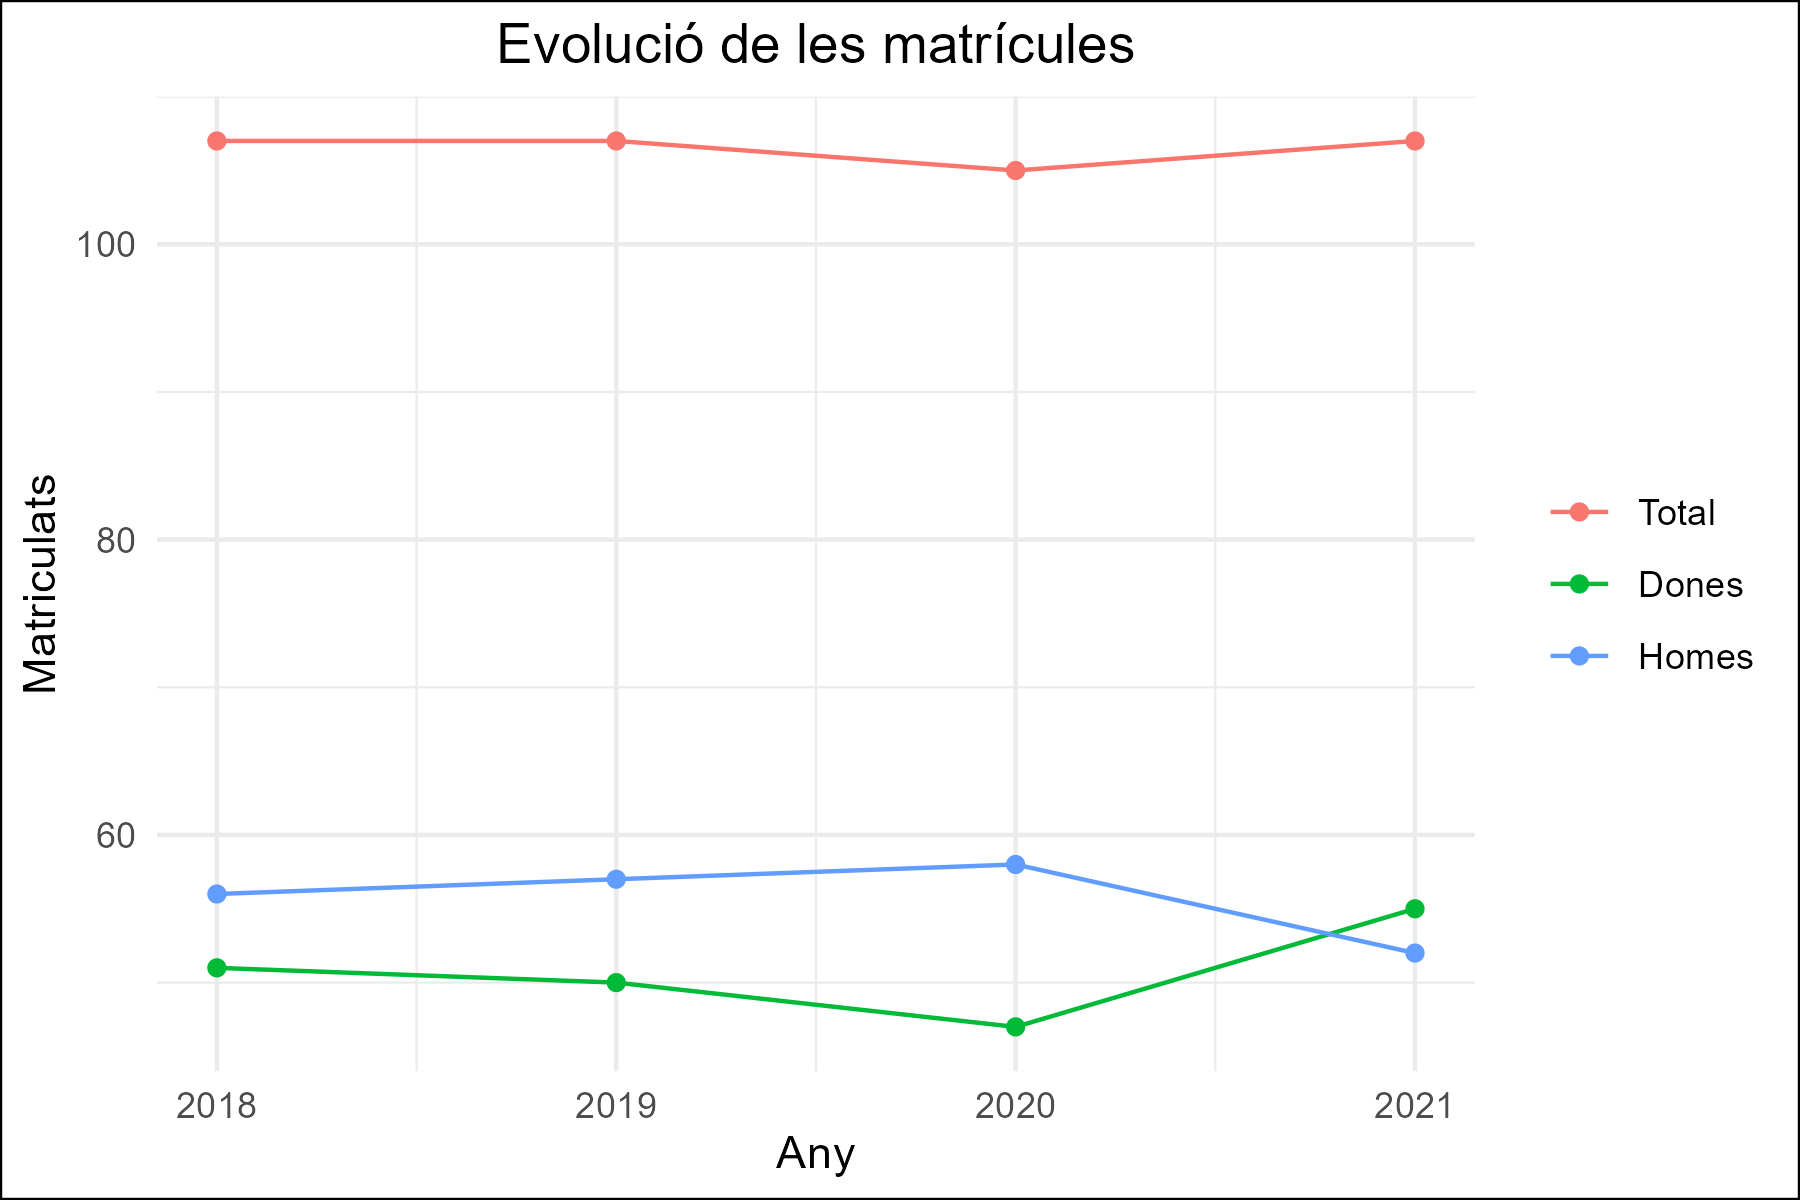 Evolució de les matrícules
Matriculats
100
80
60
2018 2019 2020 2021
Any
Total
Dones
Homes